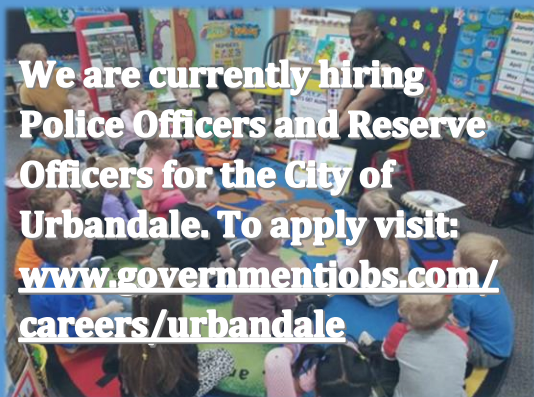 We are currently hiring
Police Officers and Reserve
Officers for the City of
Urbandale. To apply visit:
www.governmentjobs.com/
careers/urbandale